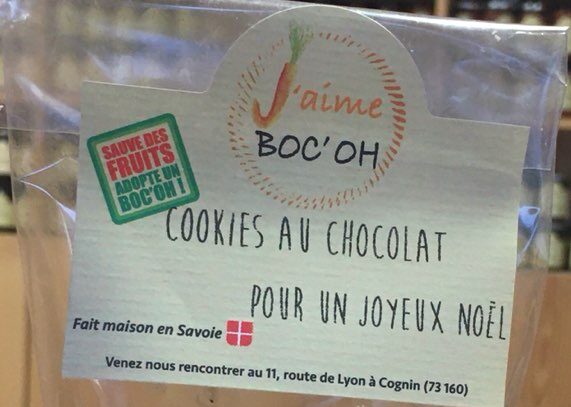 J'aime
BOC'OH
SAUVE DES
FRUITS
ADOPTE UN
BOC'OH !
COOKIES AU CHOCOLAT
POUR UN JOYEUX NOËL
Fait maison en Savoie
Venez nous rencontrer au 11, route de Lyon à Cognin (73 160)